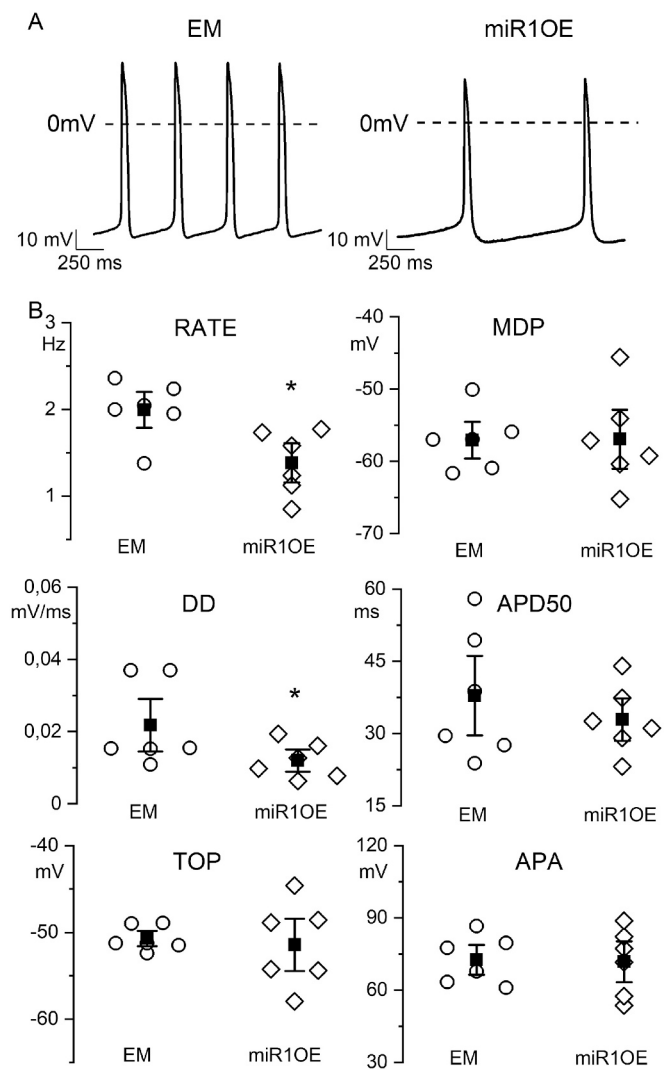 A
EM
miR1OE
0mV
0mV
10 mV
250 ms
10 mV
250 ms
B
RATE
3
Hz
2
1
*
EM
miR1OE
MDP
-40
mV
-50
-60
-70
EM
miR1OE
DD
0,06
mV/ms
0,04
0,02
0
*
EM
miR1OE
APD50
60
ms
45
30
15
EM
miR1OE
TOP
-40
mV
-50
-60
EM
miR1OE
APA
120
mV
90
60
30
EM
miR1OE